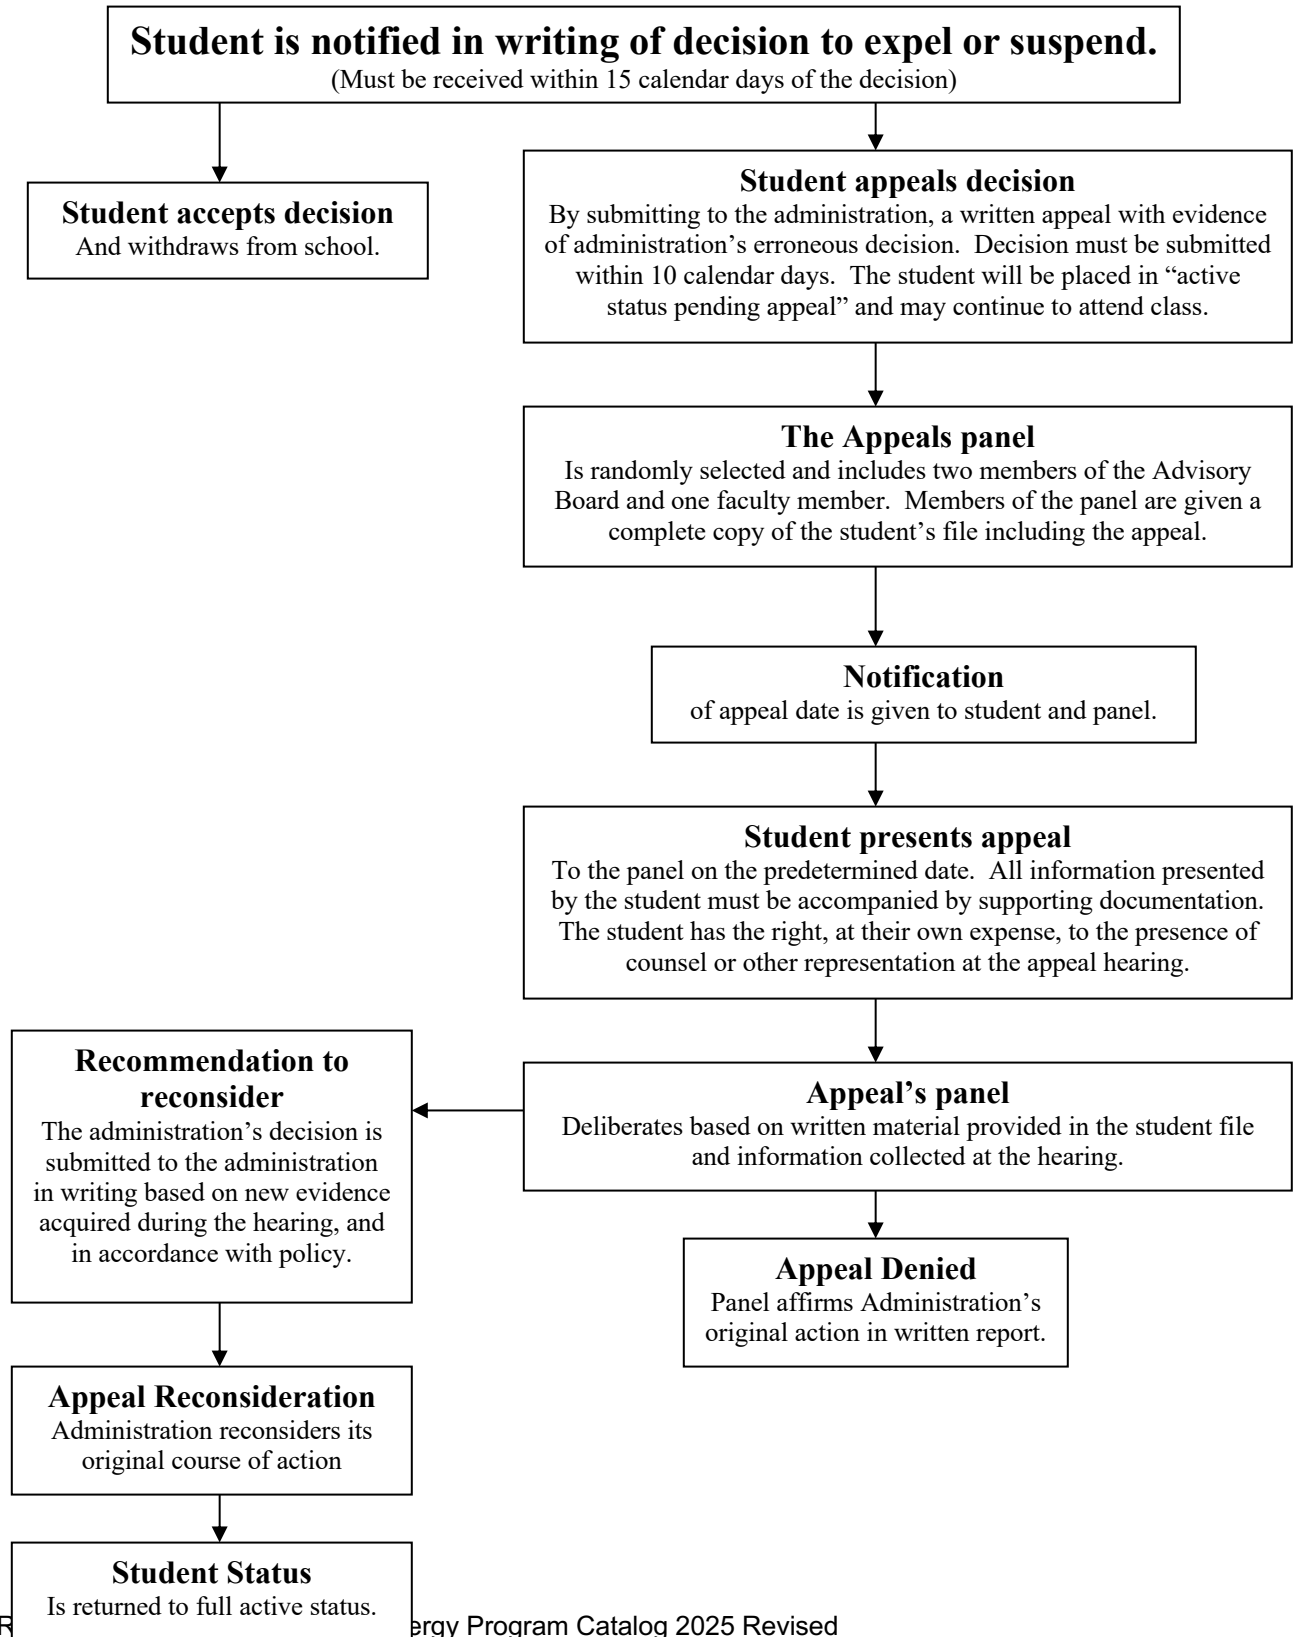 Student is notified in writing of decision to expel or suspend.
(Must be received within 15 calendar days of the decision)
Student accepts decision
And withdraws from school.
Student appeals decision
By submitting to the administration, a written appeal with evidence
of administration’s erroneous decision.  Decision must be submitted
within 10 calendar days.  The student will be placed in “active
status pending appeal” and may continue to attend class.
The Appeals panel
Is randomly selected and includes two members of the Advisory
Board and one faculty member.  Members of the panel are given a
complete copy of the student’s file including the appeal.
Notification
of appeal date is given to student and panel.
Student presents appeal
To the panel on the predetermined date.  All information presented
by the student must be accompanied by supporting documentation.
The student has the right, at their own expense, to the presence of
counsel or other representation at the appeal hearing.
Appeal’s panel
Deliberates based on written material provided in the student file
and information collected at the hearing.
Recommendation to
reconsider
The administration’s decision is
submitted to the administration
in writing based on new evidence
acquired during the hearing, and
in accordance with policy.
Appeal Denied
Panel affirms Administration’s
original action in written report.
Appeal Reconsideration
Administration reconsiders its
original course of action
Student Status
Is returned to full active status.
Program Catalog 2025 Revised